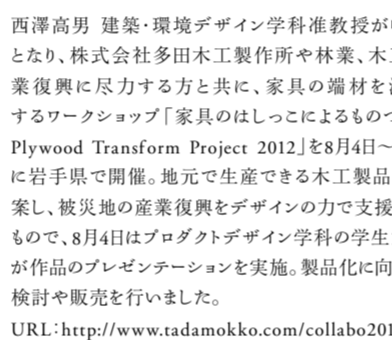 西澤高男 建築・環境デザイン学科准教授が
となり、株式会社多田木工製作所や林業、木
業復興に尽力する方と共に、家具の端材を
するワークショップ「家具のはしっこによるもの
Plywood Transform Project 2012」を8月4日〜
に岩手県で開催。地元で生産できる木工製品
案し、被災地の産業復興をデザインの力で支援
もので、8月4日はプロダクトデザイン学科の学生
が作品のプレゼンテーションを実施。製品化に向
検討や販売を行いました。
URL:http://www.tadamokko.com/collabo201